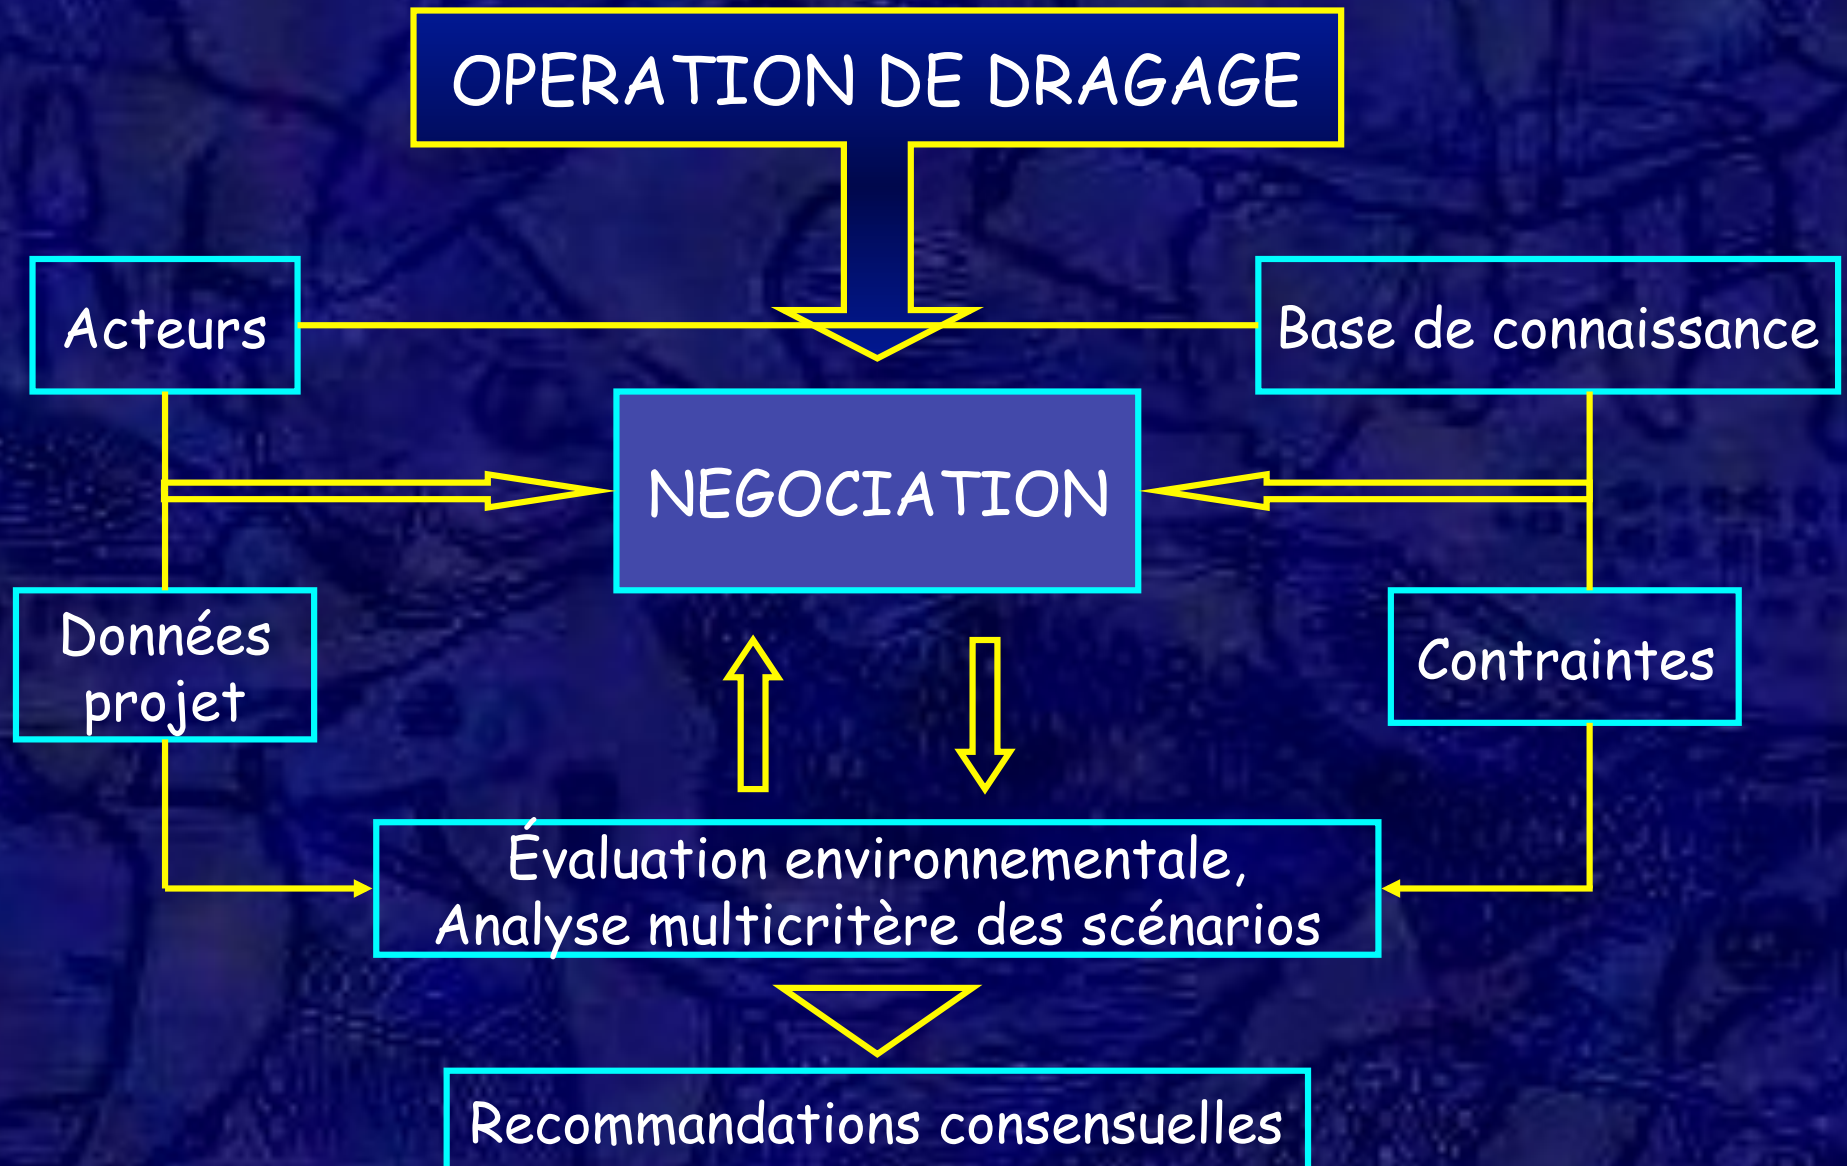 OPERATION DE DRAGAGE
Acteurs
Base de connaissance
NEGOCIATION
Données
projet
Contraintes
Évaluation environnementale,
Analyse multicritère des scénarios
Recommandations consensuelles